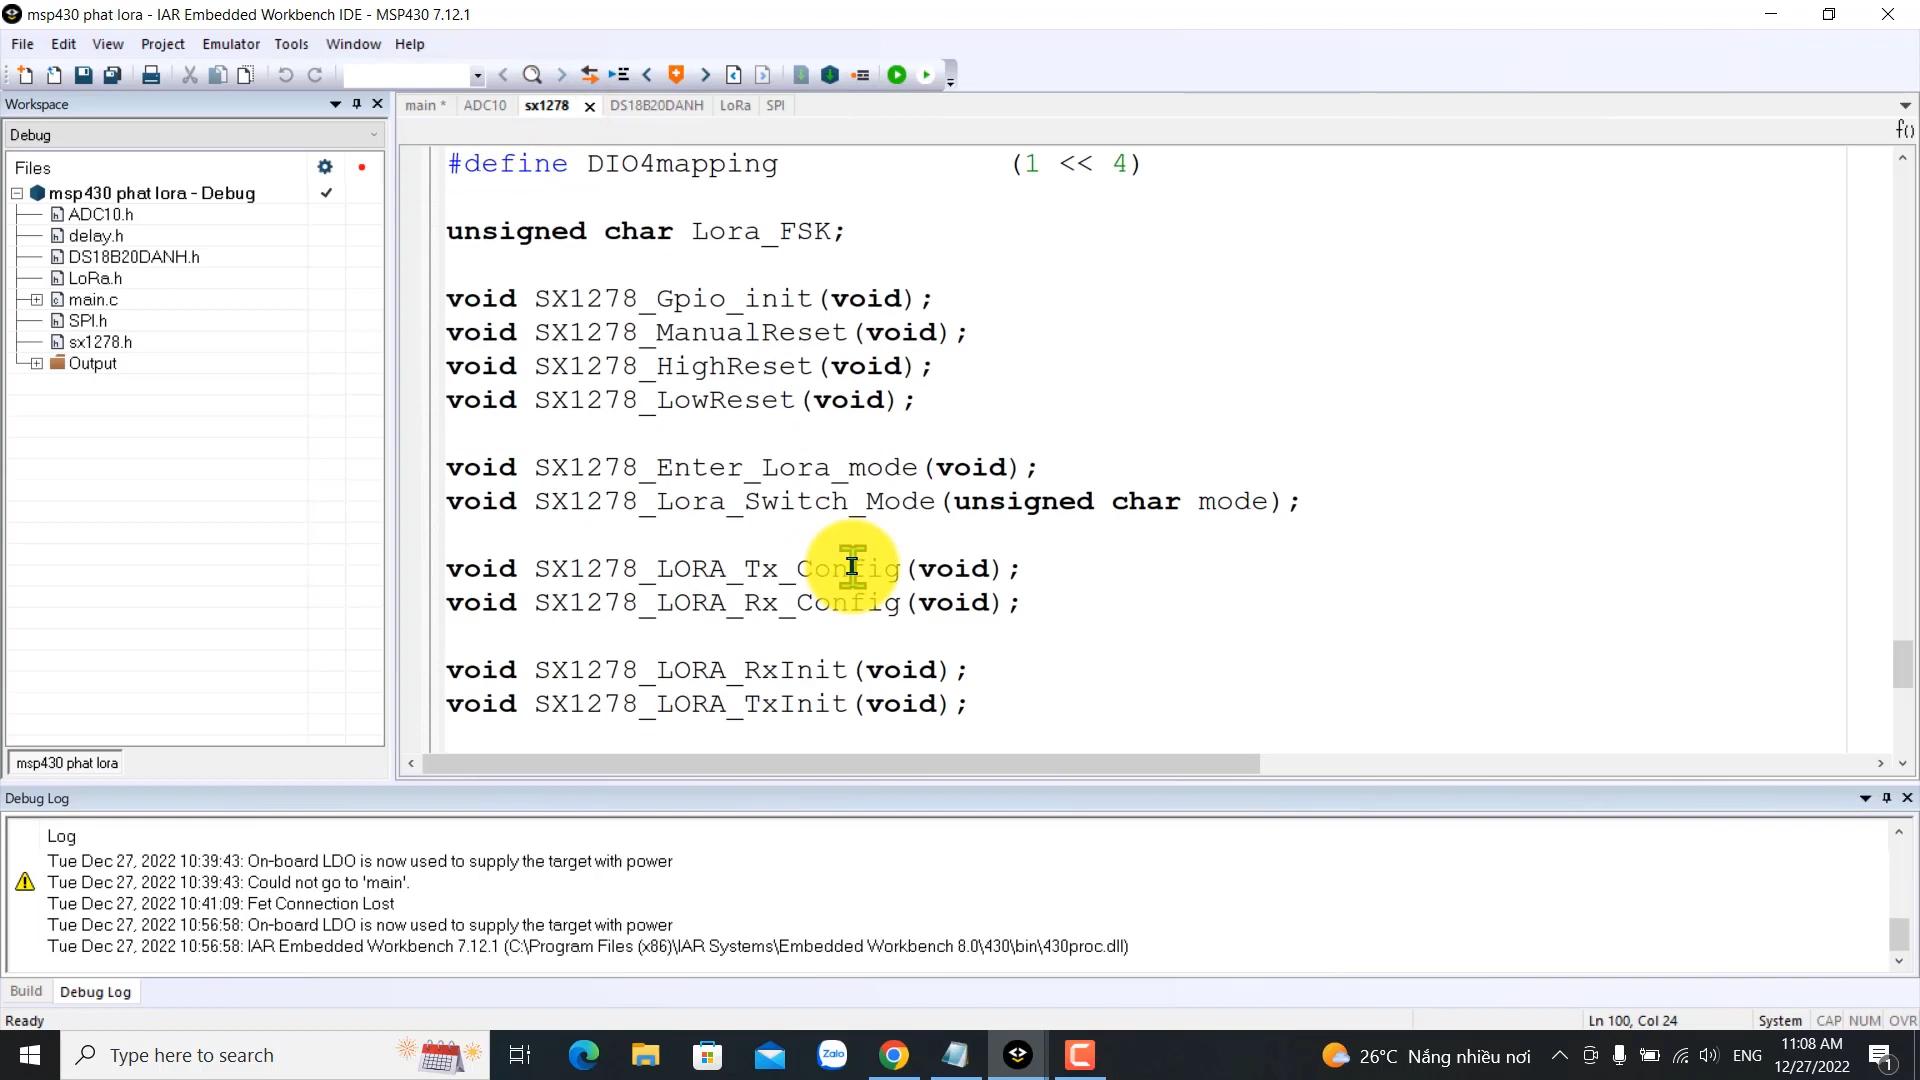 msp430 phat lora - IAR Embedded Workbench IDE - MSP430 7.12.1
File Edit View Project Emulator Tools Window Help
Workspace
main * ADC10 sx1278 DS18B20DANH LoRa SPI
Debug
f()
Files
msp430 phat lora - Debug
ADC10.h
delay.h
DS18B20DANH.h
LoRa.h
main.c
SPI.h
sx1278.h
Output
msp430 phat lora
#define DIO4mapping (1 << 4)
unsigned char Lora_FSK;
void SX1278_Gpio_init(void);
void SX1278_ManualReset(void);
void SX1278_HighReset(void);
void SX1278_LowReset(void);
void SX1278_Enter_Lora_mode(void);
void SX1278_Lora_Switch_Mode(unsigned char mode);
void SX1278_LORA_Tx_Config(void);
void SX1278_LORA_Rx_Config(void);
void SX1278_LORA_RxInit(void);
void SX1278_LORA_TxInit(void);
Debug Log
Log
Tue Dec 27, 2022 10:39:43: On-board LDO is now used to supply the target with power
Tue Dec 27, 2022 10:39:43: Could not go to 'main'.
Tue Dec 27, 2022 10:41:09: Fet Connection Lost
Tue Dec 27, 2022 10:56:58: On-board LDO is now used to supply the target with power
Tue Dec 27, 2022 10:56:58: IAR Embedded Workbench 7.12.1 (C:\Program Files (x86)\IAR Systems\Embedded Workbench 8.0\430\bin\430proc.dll)
Build Debug Log
Ready Ln 100, Col 24 System CAP NUM OVR
Type here to search Zalo 26°C Nắng nhiều nơi ENG 11:08 AM
12/27/2022 1